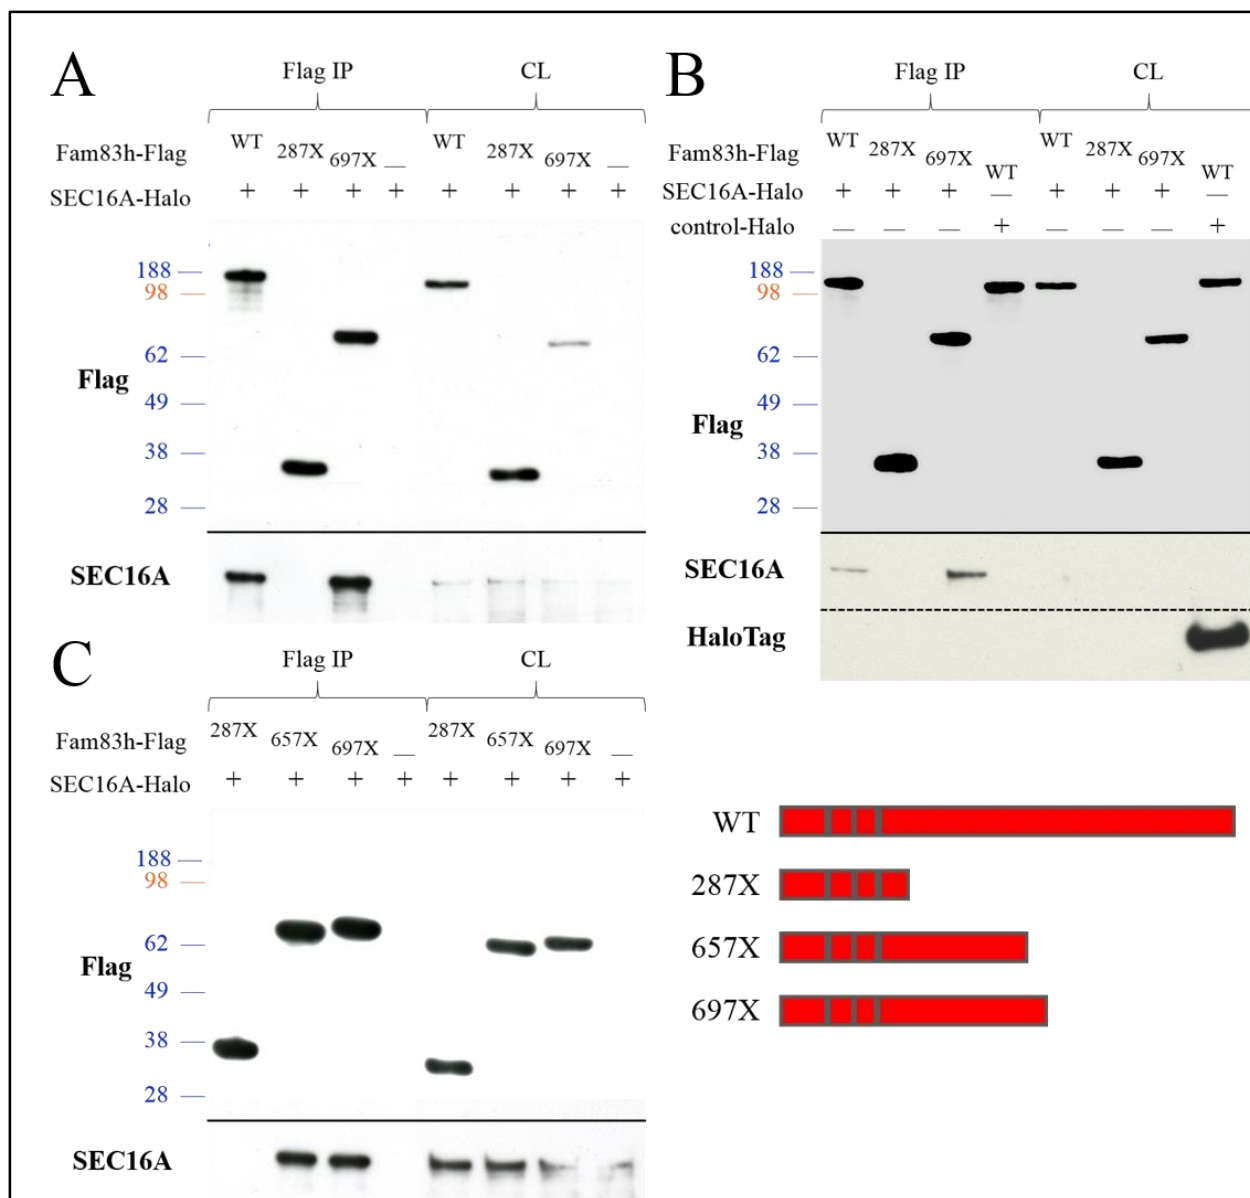 A
Flag IP CL
Fam83h-Flag WT 287X 697X — WT 287X 697X —
SEC16A-Halo + + + + + + + +
188
98
62
49
38
28
Flag
SEC16A
B
Flag IP CL
Fam83h-Flag WT 287X 697X WT WT 287X 697X WT
SEC16A-Halo + + + — + + + —
control-Halo — — — + — — — +
188
98
62
49
38
28
Flag
SEC16A
HaloTag
C
Flag IP CL
Fam83h-Flag 287X 657X 697X — 287X 657X 697X —
SEC16A-Halo + + + + + + + +
188
98
62
49
38
28
Flag
SEC16A
WT
287X
657X
697X